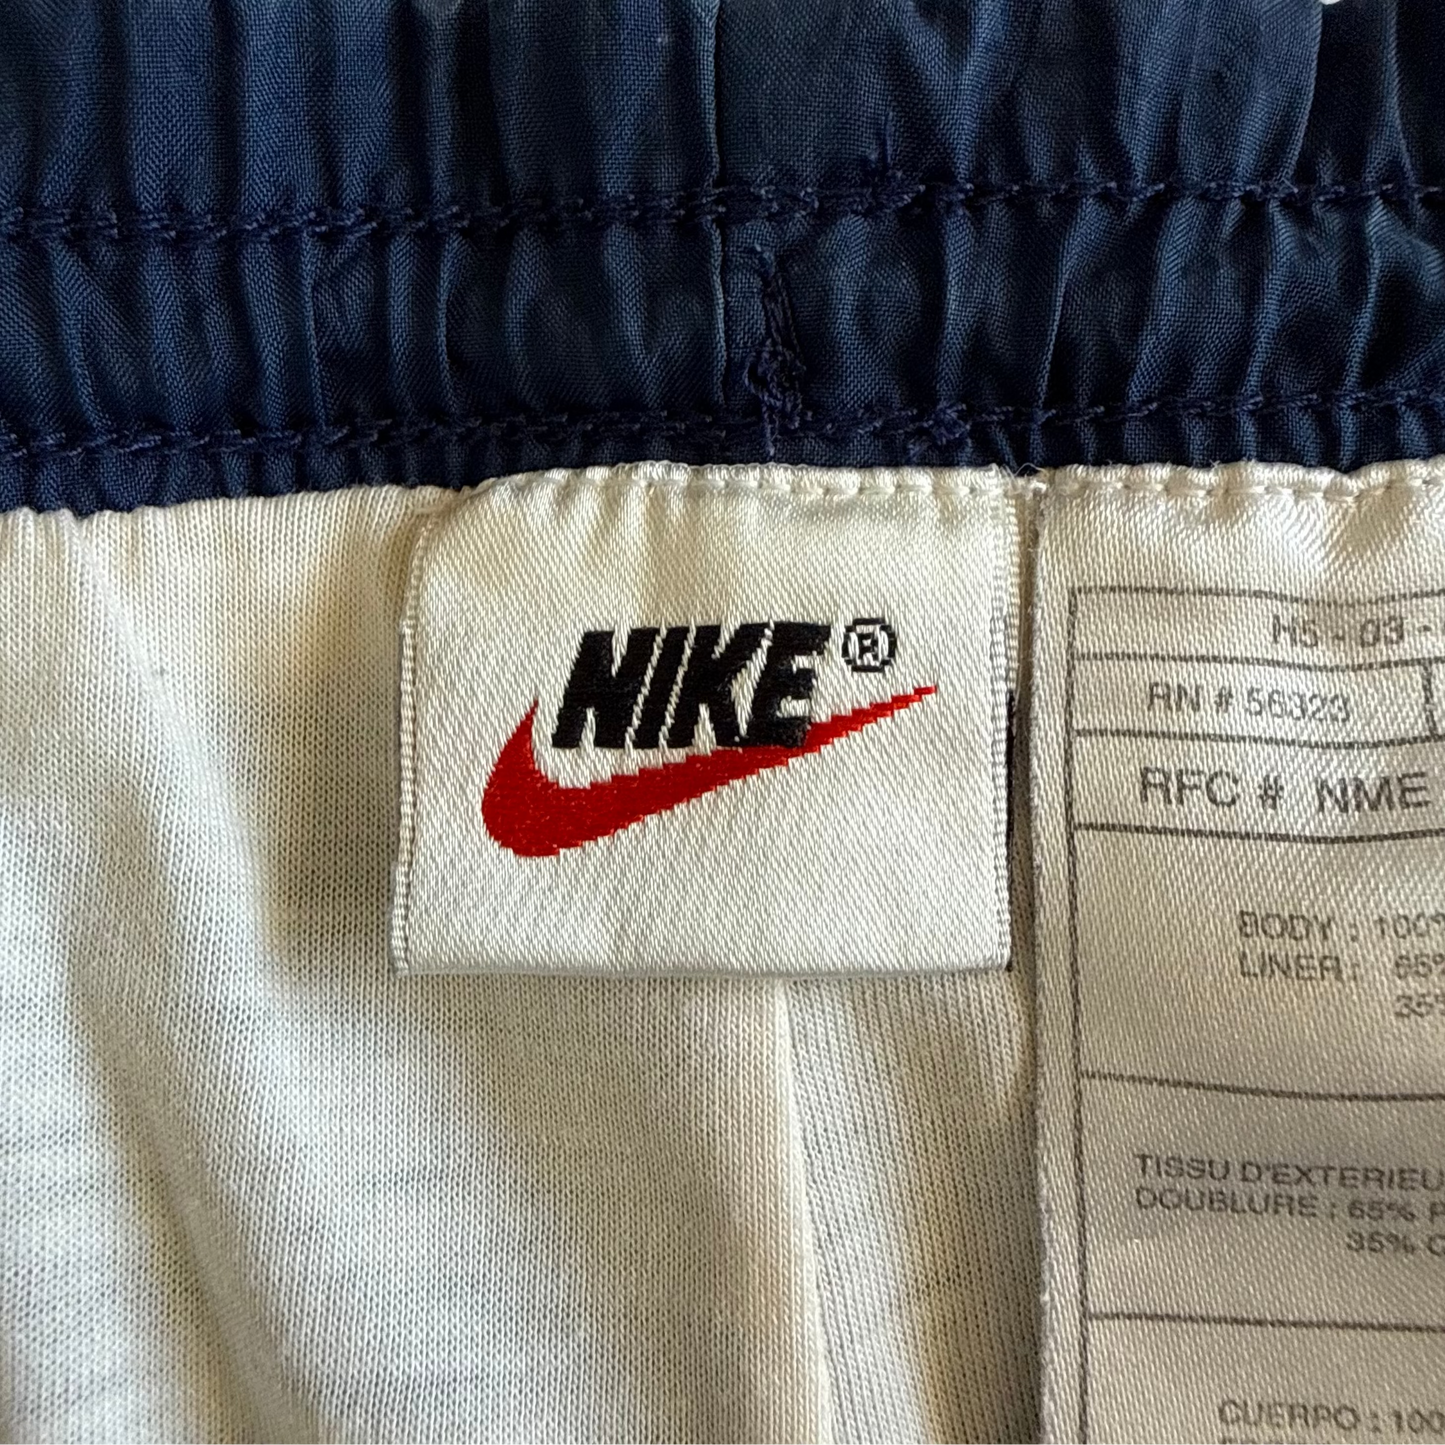 NIKE®
H5 - 03 -
RN # 56323
RFC # NME
BODY : 100%
LINER : 65%
35%
TISSU D'EXTERIEU
DOUBLURE : 65% P
35% C
CUERPO : 100